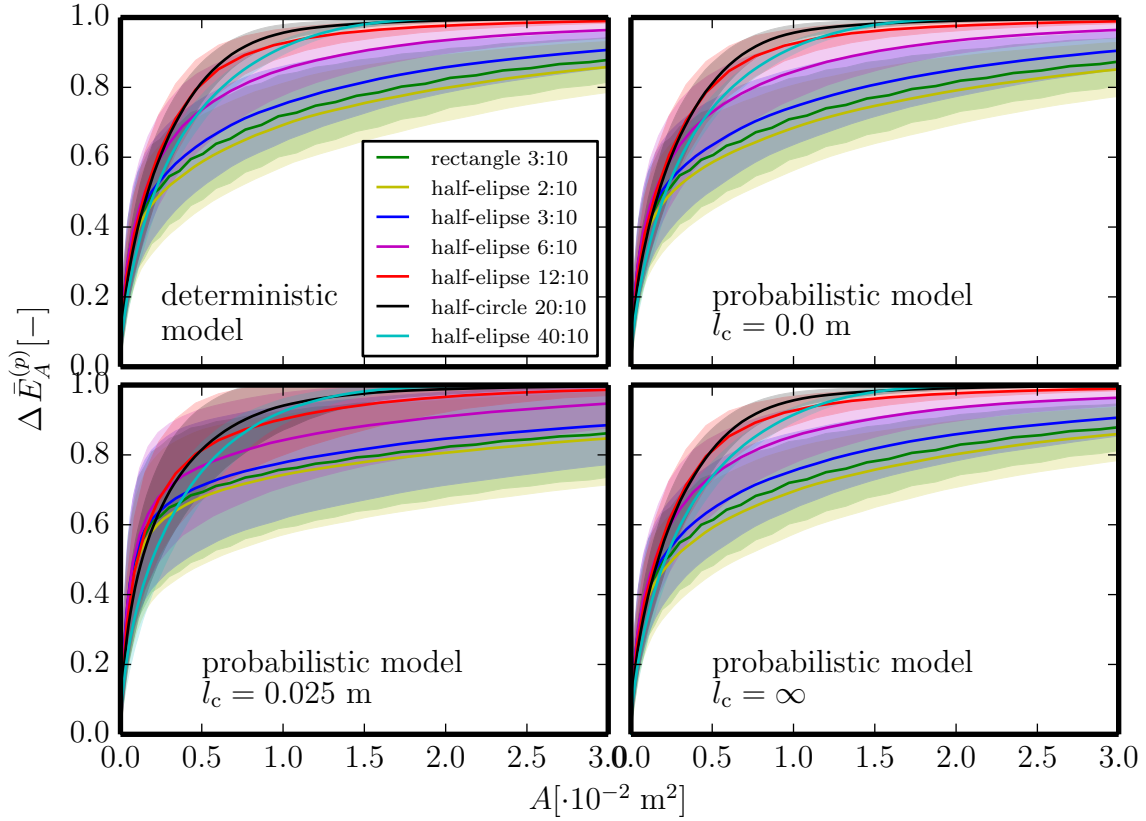 1.0
0.8
0.6
0.4
0.2
0.0
deterministic
model
rectangle 3:10
half-elipse 2:10
half-elipse 3:10
half-elipse 6:10
half-elipse 12:10
half-circle 20:10
half-elipse 40:10
probabilistic model
l_c = 0.0 m
Δ Ē_A^(p) [−]
1.0
0.8
0.6
0.4
0.2
0.0
probabilistic model
l_c = 0.025 m
probabilistic model
l_c = ∞
0.0 0.5 1.0 1.5 2.0 2.5 3.0
0.0 0.5 1.0 1.5 2.0 2.5 3.0
A[·10⁻² m²]